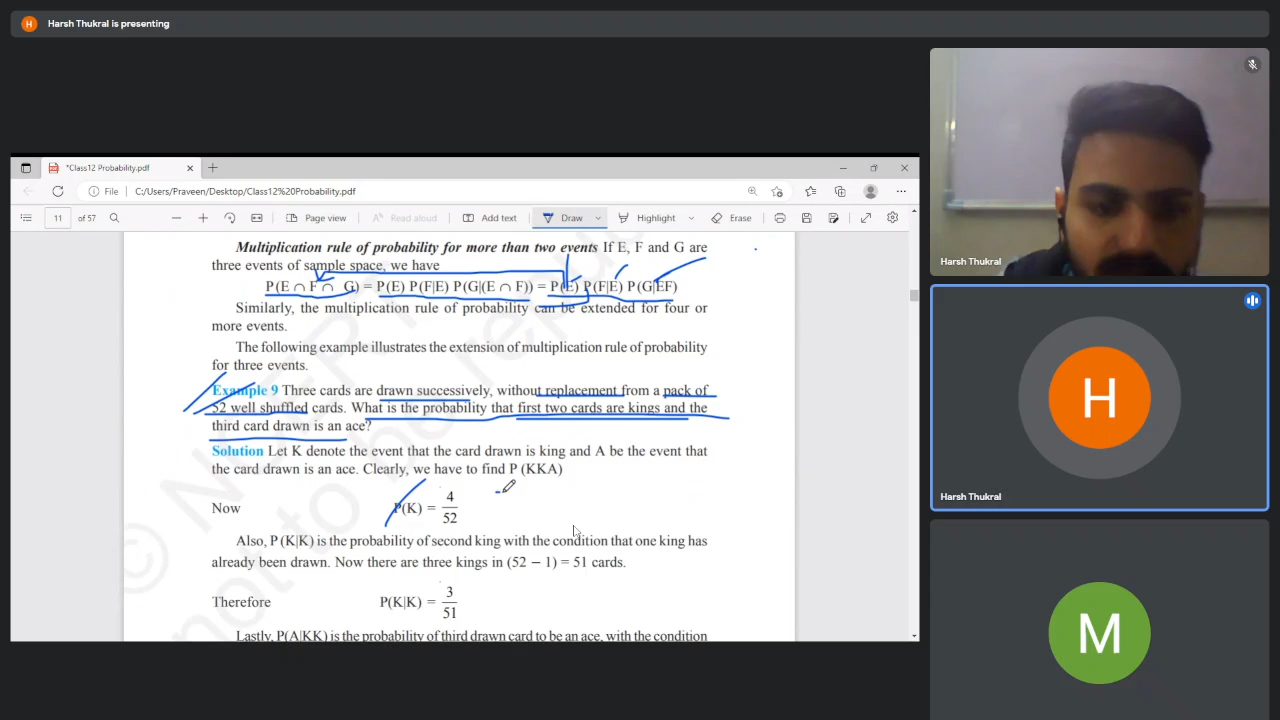 H Harsh Thukral is presenting
*Class12 Probability.pdf
File C:/Users/Praveen/Desktop/Class12%20Probability.pdf
11 of 57 Page view Read aloud Add text Draw Highlight Erase
Multiplication rule of probability for more than two events If E, F and G are
three events of sample space, we have
P(E ∩ F ∩ G) = P(E) P(F|E) P(G|(E ∩ F)) = P(E) P(F|E) P(G|EF)
Similarly, the multiplication rule of probability can be extended for four or
more events.
The following example illustrates the extension of multiplication rule of probability
for three events.
Example 9 Three cards are drawn successively, without replacement from a pack of
52 well shuffled cards. What is the probability that first two cards are kings and the
third card drawn is an ace?
Solution Let K denote the event that the card drawn is king and A be the event that
the card drawn is an ace. Clearly, we have to find P (KKA)
Now P(K) = 4/52
Also, P (K|K) is the probability of second king with the condition that one king has
already been drawn. Now there are three kings in (52 − 1) = 51 cards.
Therefore P(K|K) = 3/51
Lastly, P(A|KK) is the probability of third drawn card to be an ace, with the condition
Harsh Thukral
H
Harsh Thukral
M